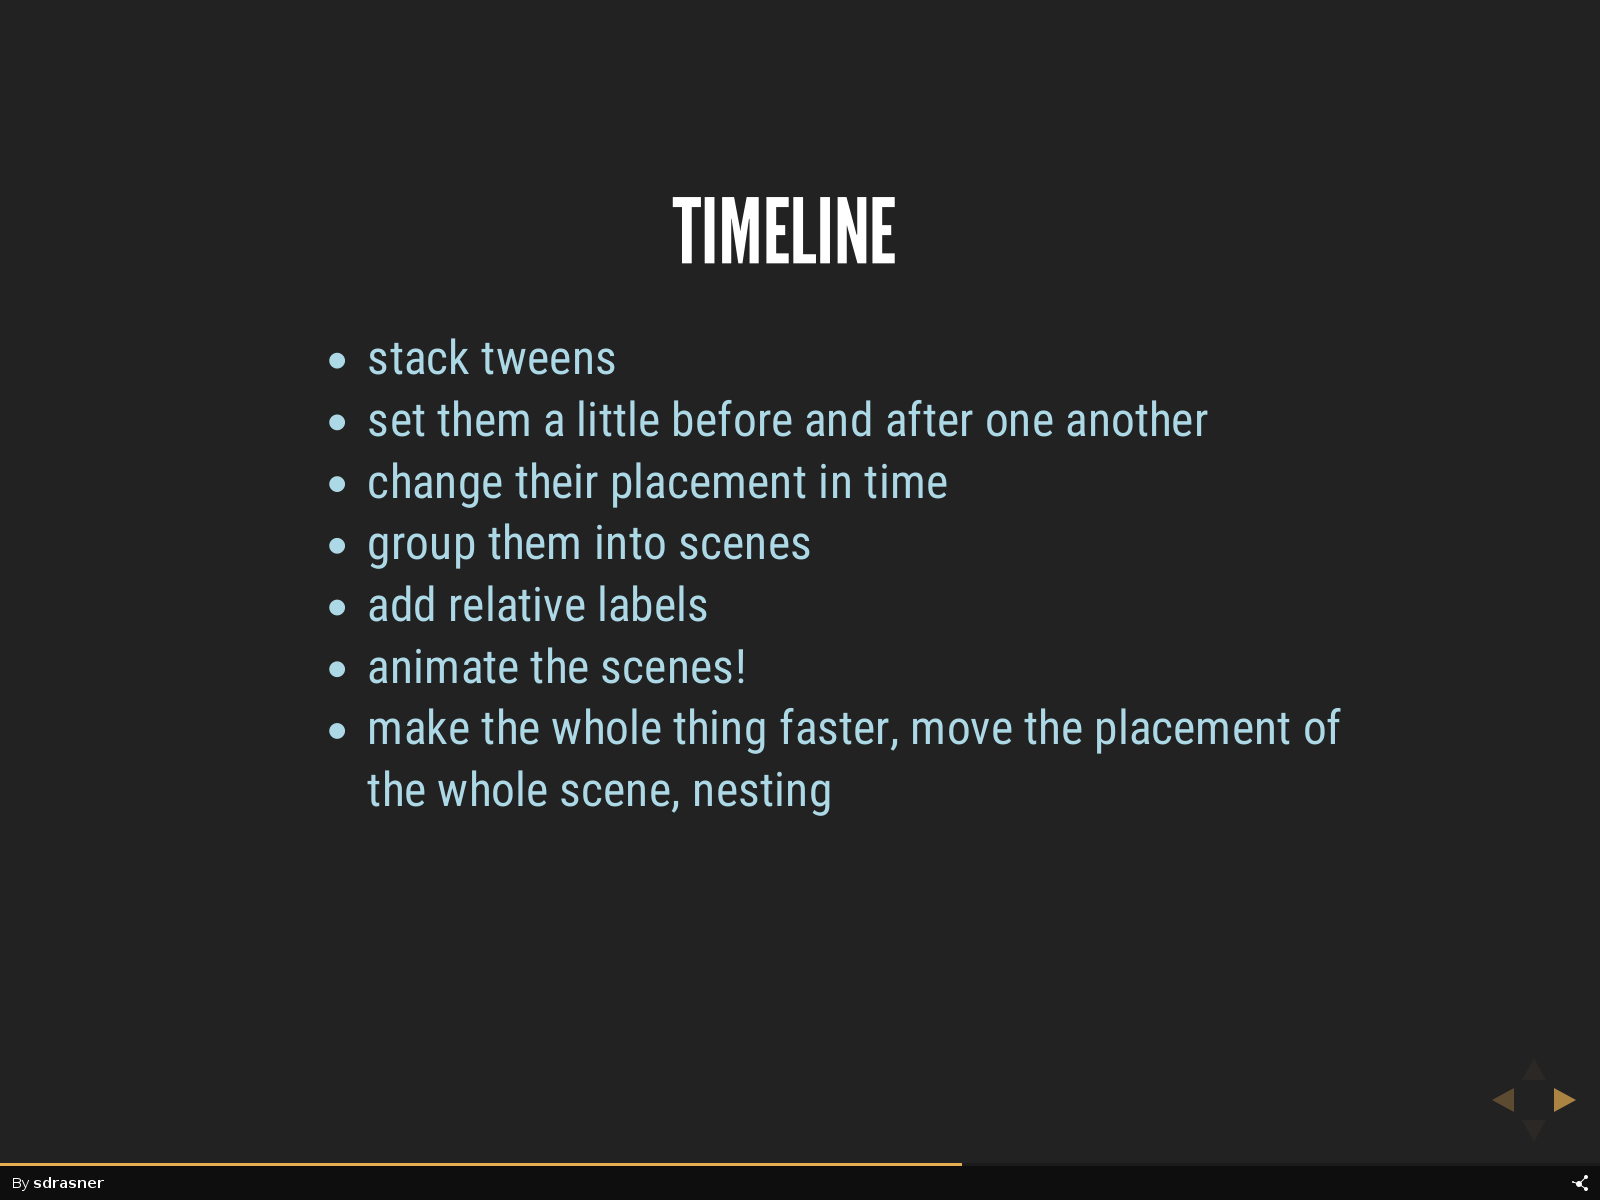 TIMELINE
• stack tweens
• set them a little before and after one another
• change their placement in time
• group them into scenes
• add relative labels
• animate the scenes!
• make the whole thing faster, move the placement of
the whole scene, nesting
By sdrasner